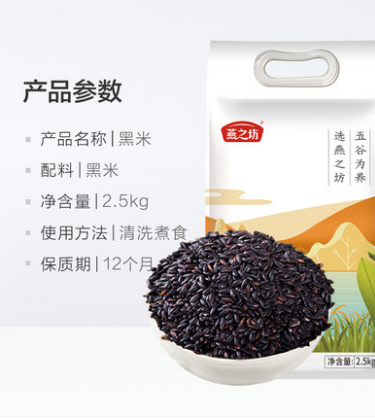 产品参数
产品名称|黑米
配料|黑米
净含量|2.5kg
使用方法|清洗煮食
保质期|12个月
燕之坊
五谷为养
选燕之坊
净含量:2.5kg